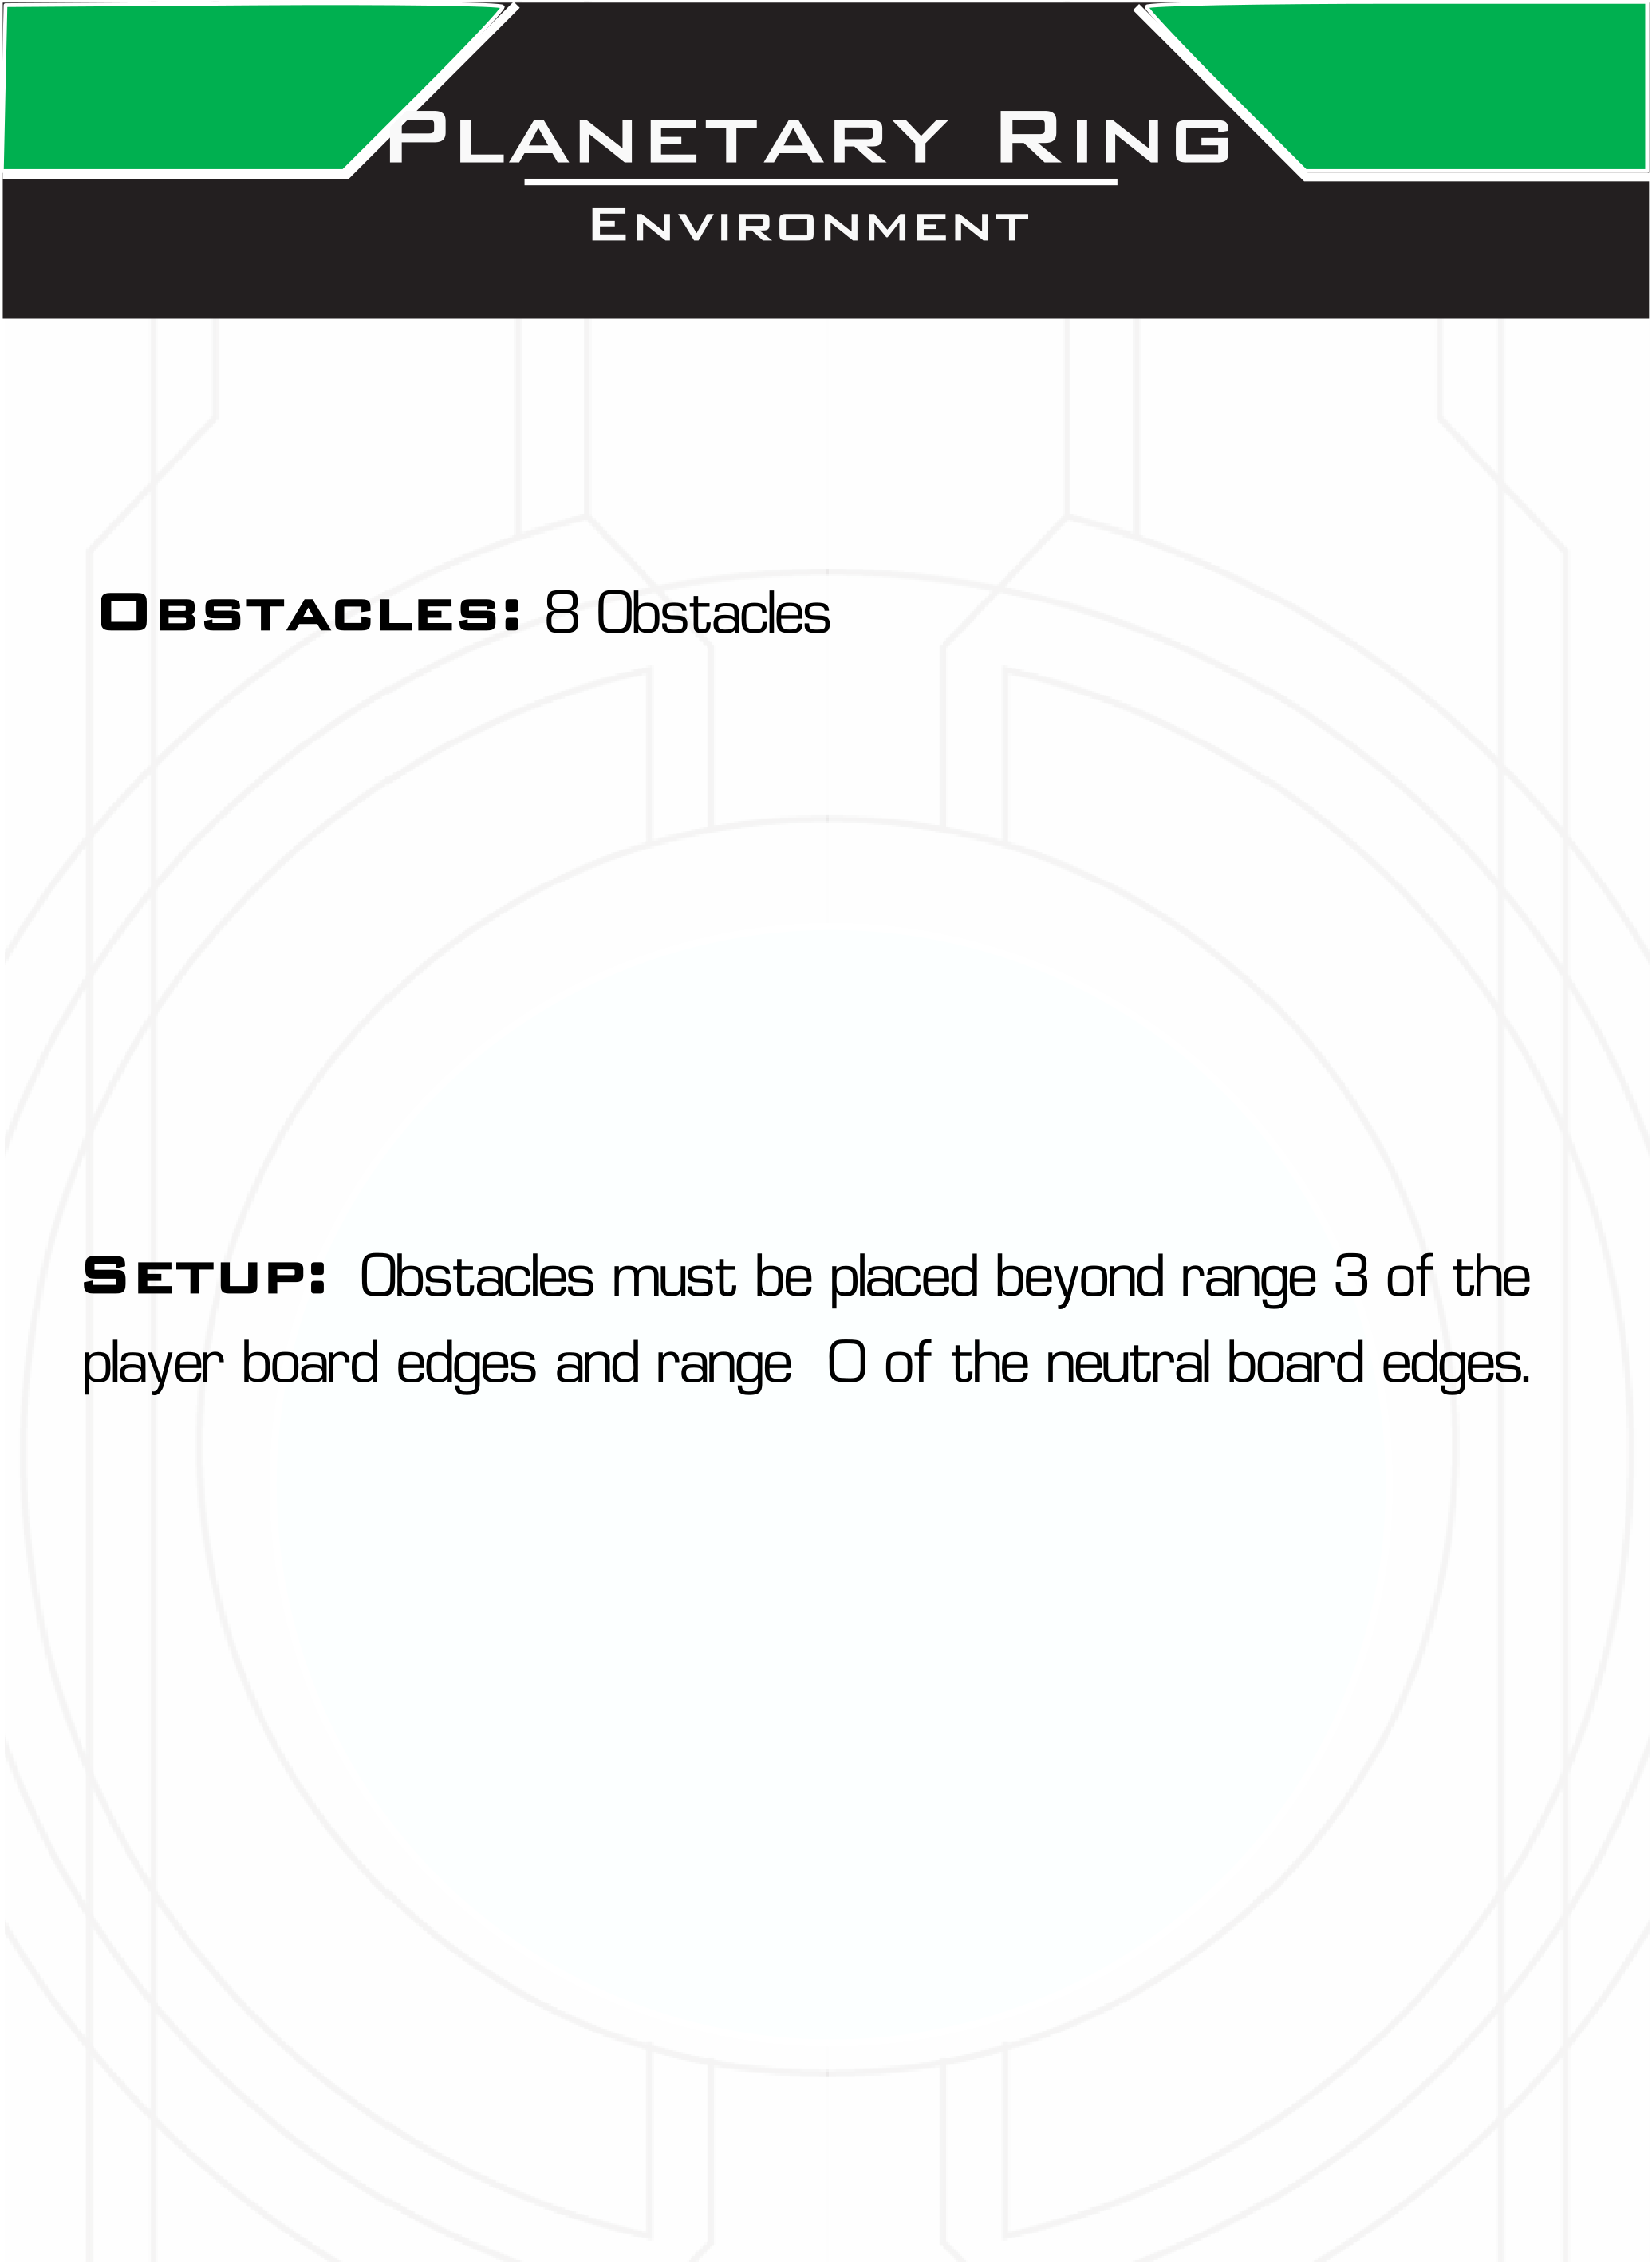 Planetary Ring
Environment
Obstacles: 8 Obstacles
Setup: Obstacles must be placed beyond range 3 of the
player board edges and range 0 of the neutral board edges.